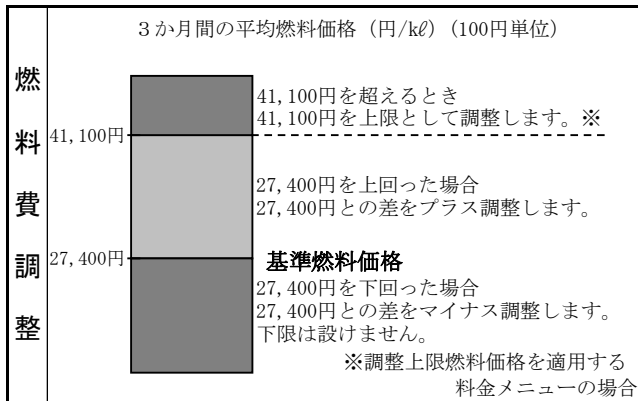 3か月間の平均燃料価格（円/kℓ）（100円単位）
燃料費調整
41,100円を超えるとき
41,100円を上限として調整します。※
41,100円
27,400円を上回った場合
27,400円との差をプラス調整します。
27,400円
基準燃料価格
27,400円を下回った場合
27,400円との差をマイナス調整します。
下限は設けません。
※調整上限燃料価格を適用する
料金メニューの場合